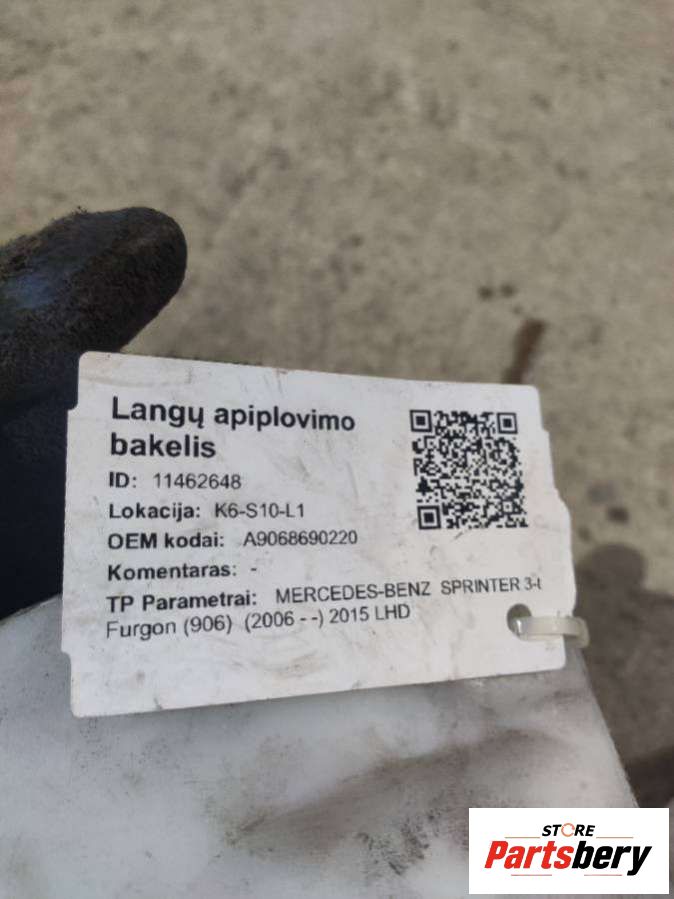 Langų apiplovimo
bakelis
ID: 11462648
Lokacija: K6-S10-L1
OEM kodai: A9068690220
Komentaras: -
TP Parametrai: MERCEDES-BENZ SPRINTER 3-t
Furgon (906) (2006 - -) 2015 LHD
STORE
Partsbery